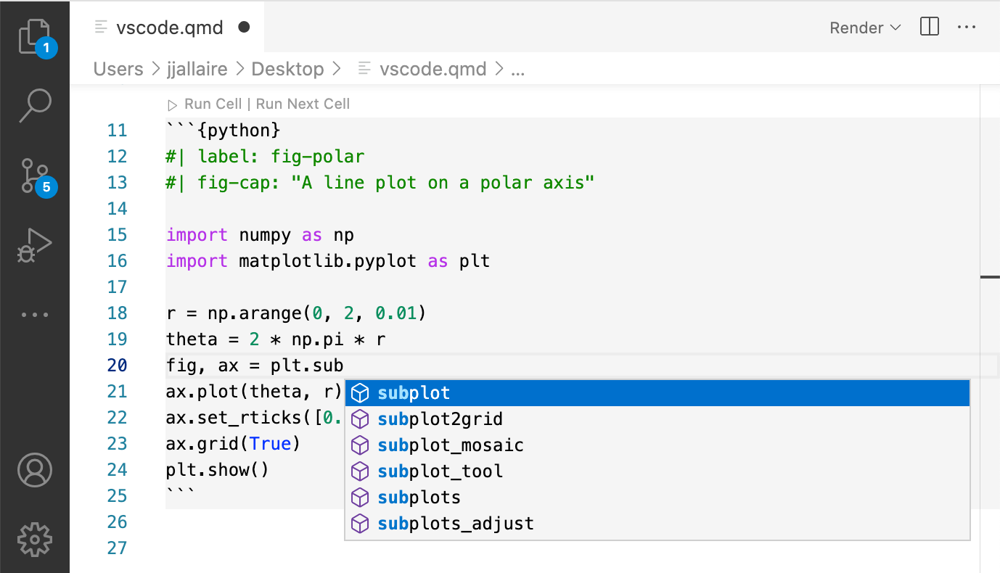 vscode.qmd
Render
1
Users > jjallaire > Desktop > vscode.qmd > ...
Run Cell | Run Next Cell
11 ```{python}
12 #| label: fig-polar
13 #| fig-cap: "A line plot on a polar axis"
5
14
15 import numpy as np
16 import matplotlib.pyplot as plt
17
18 r = np.arange(0, 2, 0.01)
19 theta = 2 * np.pi * r
20 fig, ax = plt.sub
21 ax.plot(theta, r)
subplot
22 ax.set_rticks([0.
subplot2grid
23 ax.grid(True)
subplot_mosaic
24 plt.show()
subplot_tool
25 ```
subplots
26
subplots_adjust
27